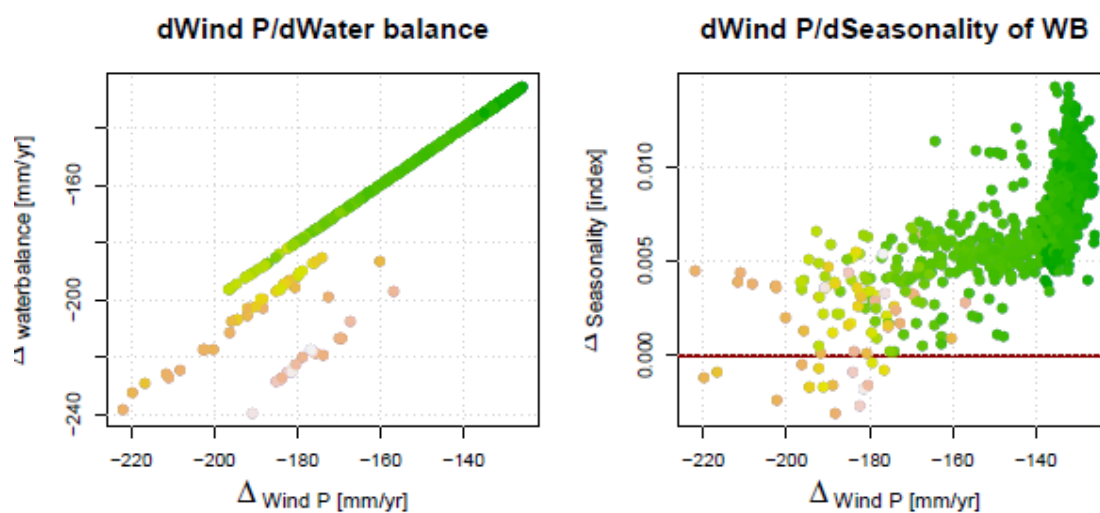 dWind P/dWater balance
Δ waterbalance [mm/yr]
−160
−200
−240
−220
−200
−180
−160
−140
Δ Wind P [mm/yr]
dWind P/dSeasonality of WB
Δ Seasonality [index]
0.010
0.005
0.000
−220
−200
−180
−160
−140
Δ Wind P [mm/yr]